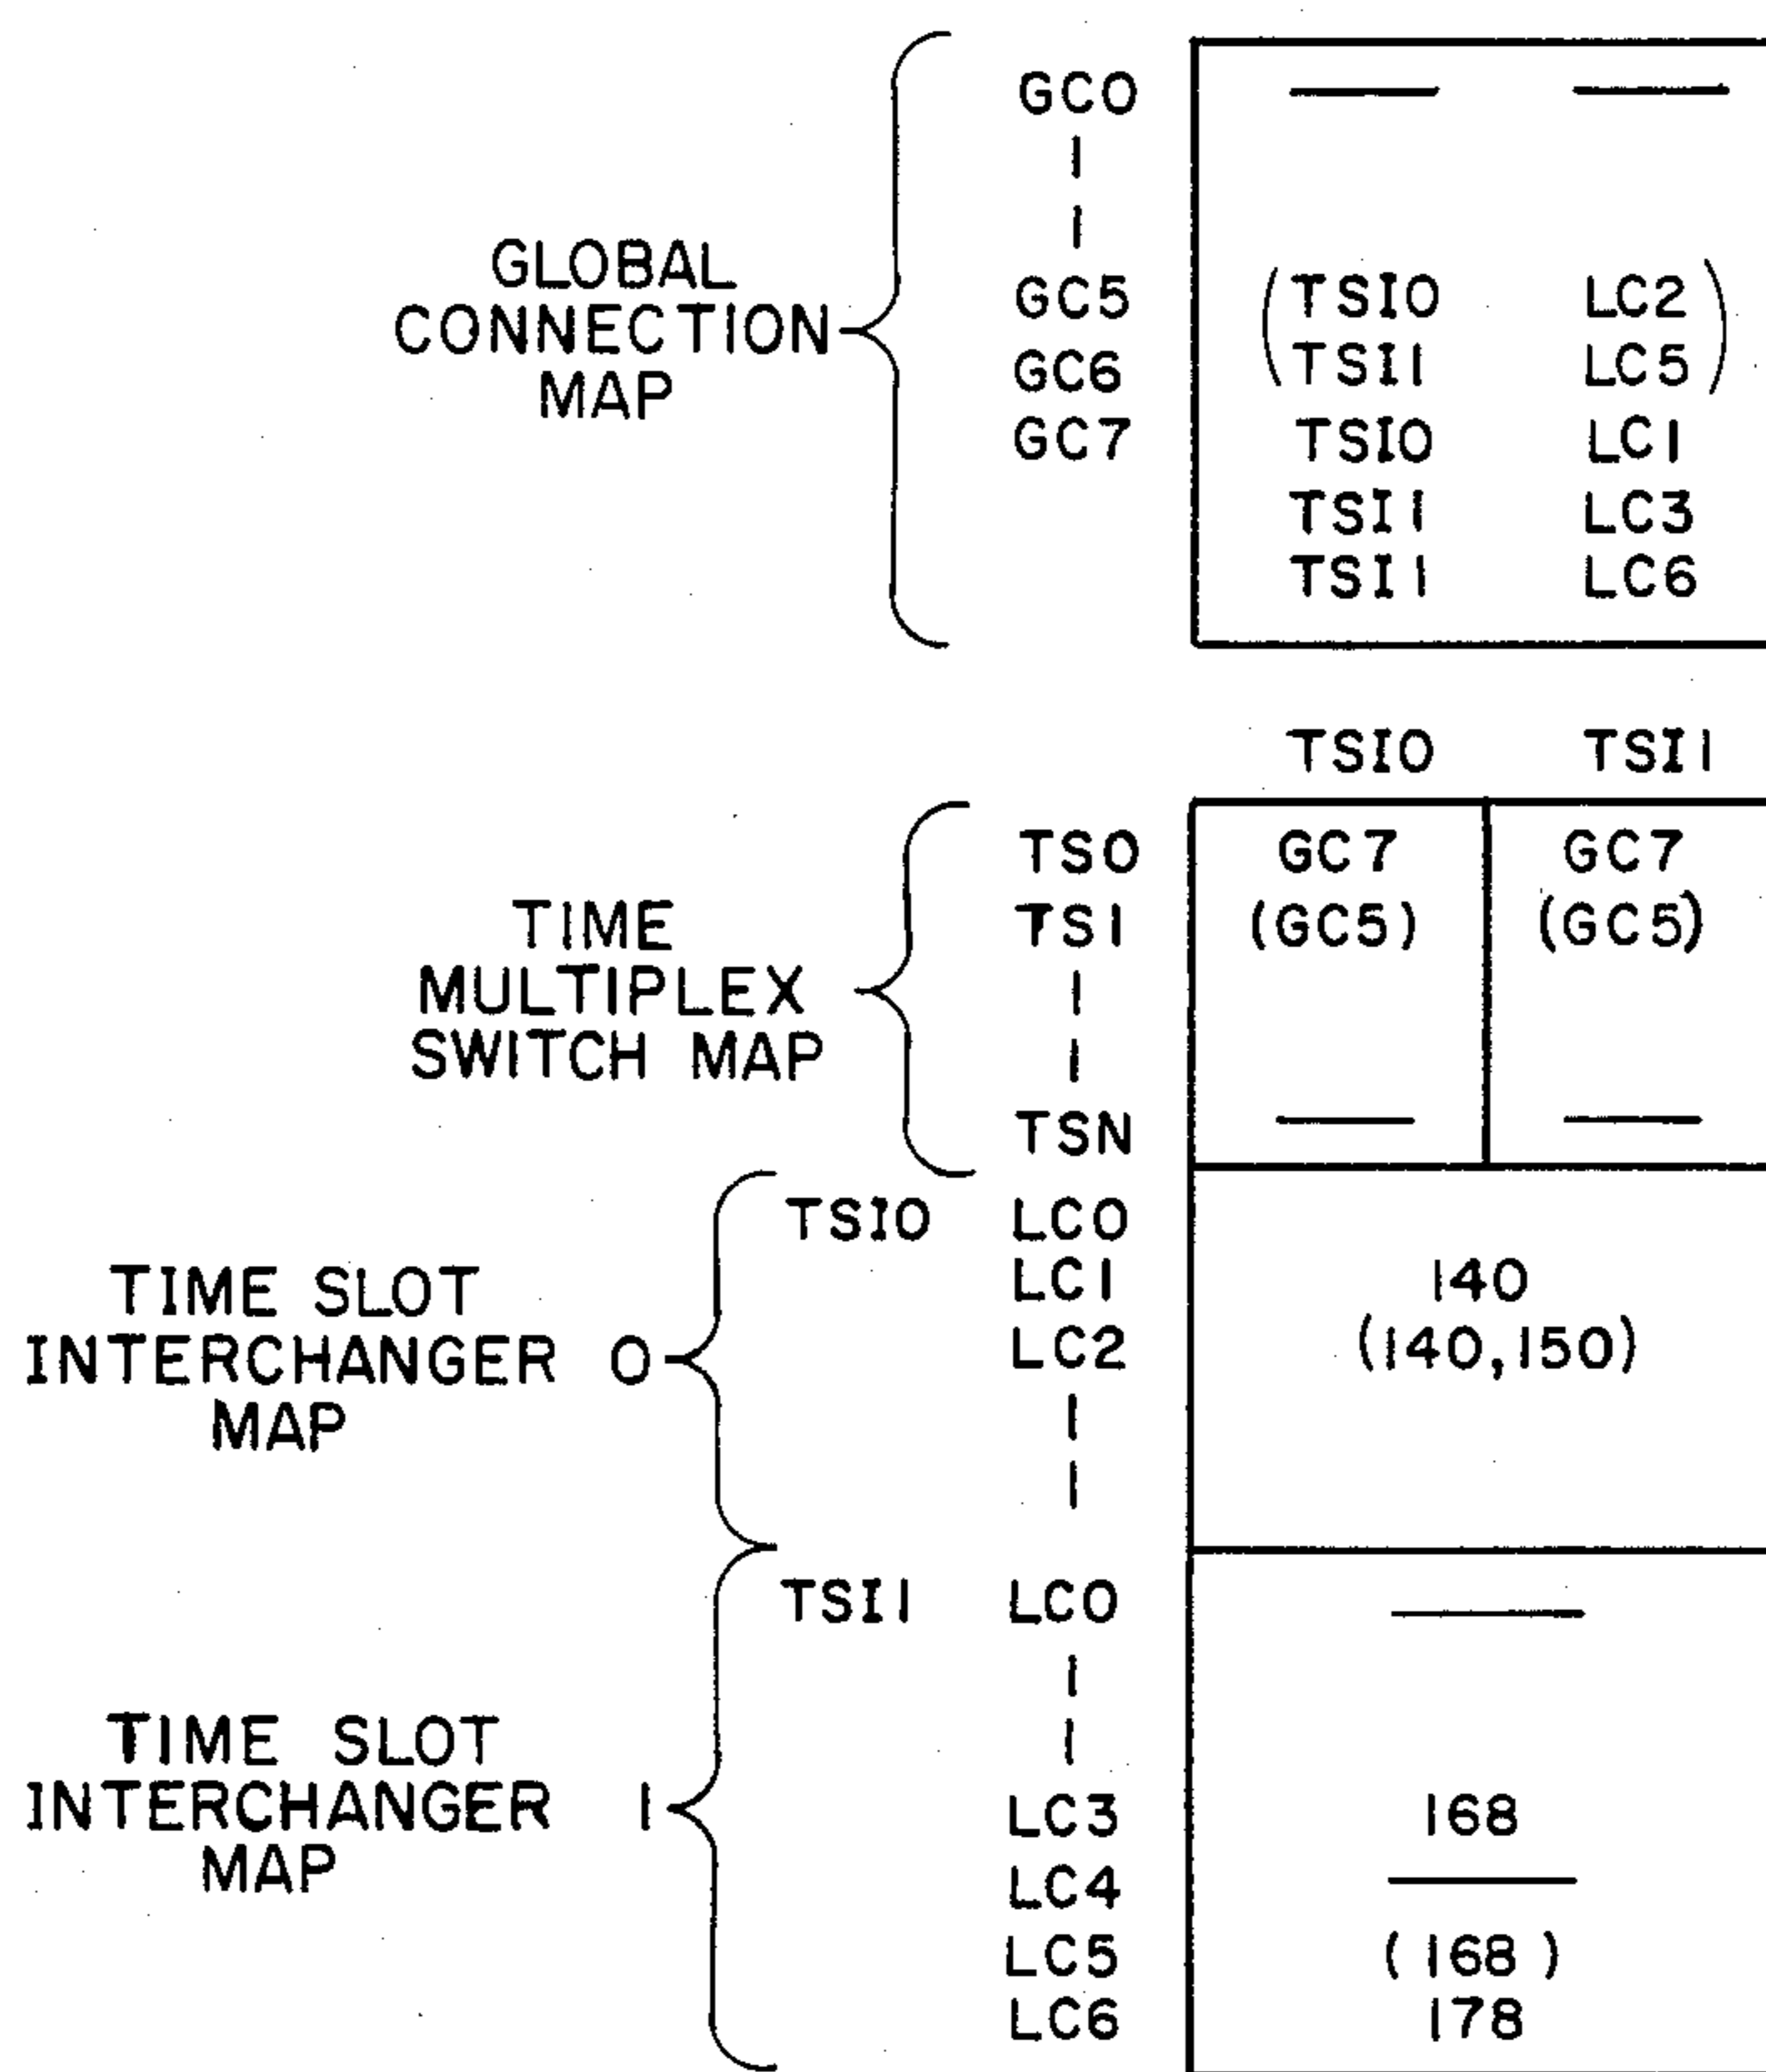 GC0 — —
GLOBAL CONNECTION MAP
GC5 (TSI0 LC2)
GC6 (TSI1 LC5)
GC7 TSI0 LC1
TSI1 LC3
TSI1 LC6
TSI0 TSI1
TIME MULTIPLEX SWITCH MAP
TS0 GC7 GC7
TS1 (GC5) (GC5)
TSN — —
TIME SLOT INTERCHANGER 0 MAP
TSI0 LC0
LC1 140
LC2 (140,150)
TIME SLOT INTERCHANGER 1 MAP
TSI1 LC0 —
LC3 168
LC4 —
LC5 (168)
LC6 178